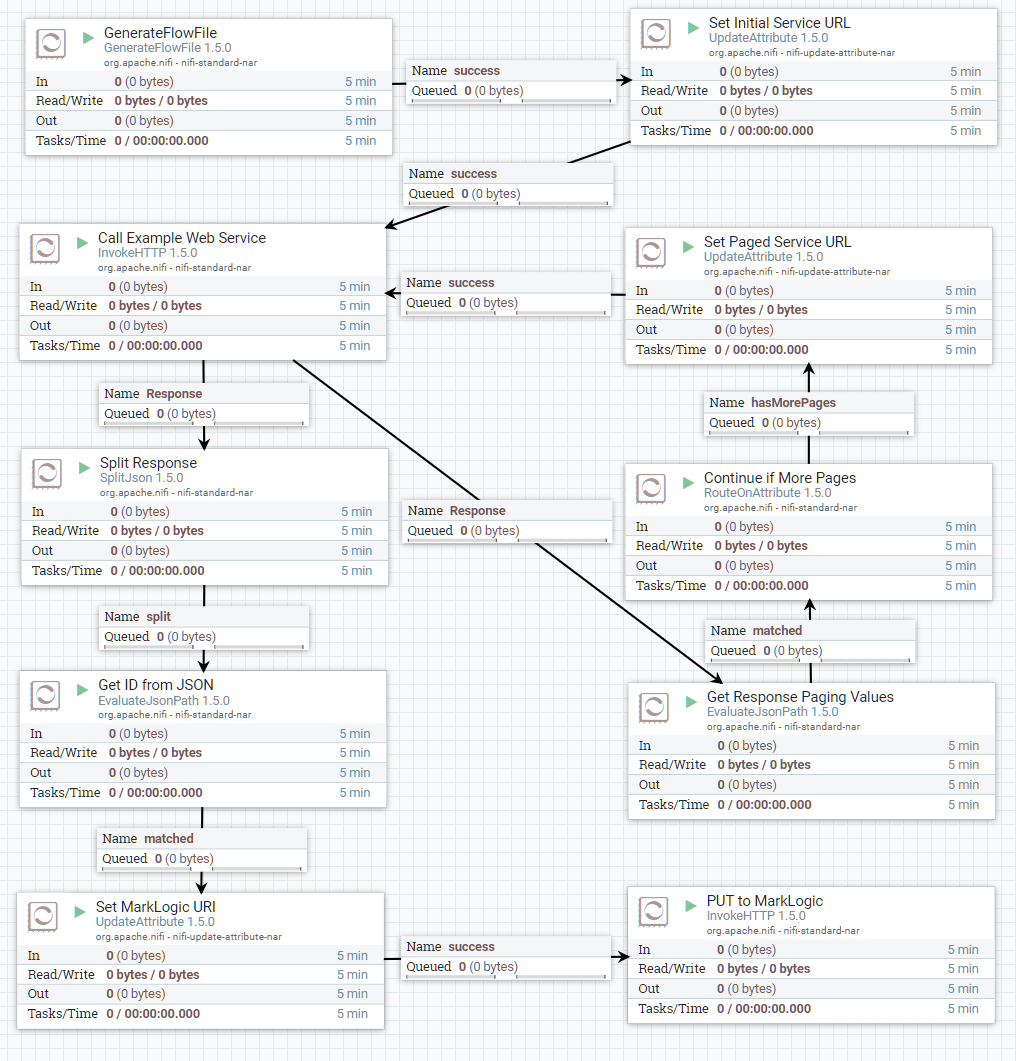 GenerateFlowFile
GenerateFlowFile 1.5.0
org.apache.nifi - nifi-standard-nar
In 0 (0 bytes) 5 min
Read/Write 0 bytes / 0 bytes 5 min
Out 0 (0 bytes) 5 min
Tasks/Time 0 / 00:00:00.000 5 min
Name success
Queued 0 (0 bytes)
Set Initial Service URL
UpdateAttribute 1.5.0
org.apache.nifi - nifi-update-attribute-nar
In 0 (0 bytes) 5 min
Read/Write 0 bytes / 0 bytes 5 min
Out 0 (0 bytes) 5 min
Tasks/Time 0 / 00:00:00.000 5 min
Name success
Queued 0 (0 bytes)
Call Example Web Service
InvokeHTTP 1.5.0
org.apache.nifi - nifi-standard-nar
In 0 (0 bytes) 5 min
Read/Write 0 bytes / 0 bytes 5 min
Out 0 (0 bytes) 5 min
Tasks/Time 0 / 00:00:00.000 5 min
Name success
Queued 0 (0 bytes)
Set Paged Service URL
UpdateAttribute 1.5.0
org.apache.nifi - nifi-update-attribute-nar
In 0 (0 bytes) 5 min
Read/Write 0 bytes / 0 bytes 5 min
Out 0 (0 bytes) 5 min
Tasks/Time 0 / 00:00:00.000 5 min
Name Response
Queued 0 (0 bytes)
Name hasMorePages
Queued 0 (0 bytes)
Split Response
SplitJson 1.5.0
org.apache.nifi - nifi-standard-nar
In 0 (0 bytes) 5 min
Read/Write 0 bytes / 0 bytes 5 min
Out 0 (0 bytes) 5 min
Tasks/Time 0 / 00:00:00.000 5 min
Name Response
Queued 0 (0 bytes)
Continue if More Pages
RouteOnAttribute 1.5.0
org.apache.nifi - nifi-standard-nar
In 0 (0 bytes) 5 min
Read/Write 0 bytes / 0 bytes 5 min
Out 0 (0 bytes) 5 min
Tasks/Time 0 / 00:00:00.000 5 min
Name split
Queued 0 (0 bytes)
Name matched
Queued 0 (0 bytes)
Get ID from JSON
EvaluateJsonPath 1.5.0
org.apache.nifi - nifi-standard-nar
In 0 (0 bytes) 5 min
Read/Write 0 bytes / 0 bytes 5 min
Out 0 (0 bytes) 5 min
Tasks/Time 0 / 00:00:00.000 5 min
Get Response Paging Values
EvaluateJsonPath 1.5.0
org.apache.nifi - nifi-standard-nar
In 0 (0 bytes) 5 min
Read/Write 0 bytes / 0 bytes 5 min
Out 0 (0 bytes) 5 min
Tasks/Time 0 / 00:00:00.000 5 min
Name matched
Queued 0 (0 bytes)
Set MarkLogic URI
UpdateAttribute 1.5.0
org.apache.nifi - nifi-update-attribute-nar
In 0 (0 bytes) 5 min
Read/Write 0 bytes / 0 bytes 5 min
Out 0 (0 bytes) 5 min
Tasks/Time 0 / 00:00:00.000 5 min
Name success
Queued 0 (0 bytes)
PUT to MarkLogic
InvokeHTTP 1.5.0
org.apache.nifi - nifi-standard-nar
In 0 (0 bytes) 5 min
Read/Write 0 bytes / 0 bytes 5 min
Out 0 (0 bytes) 5 min
Tasks/Time 0 / 00:00:00.000 5 min